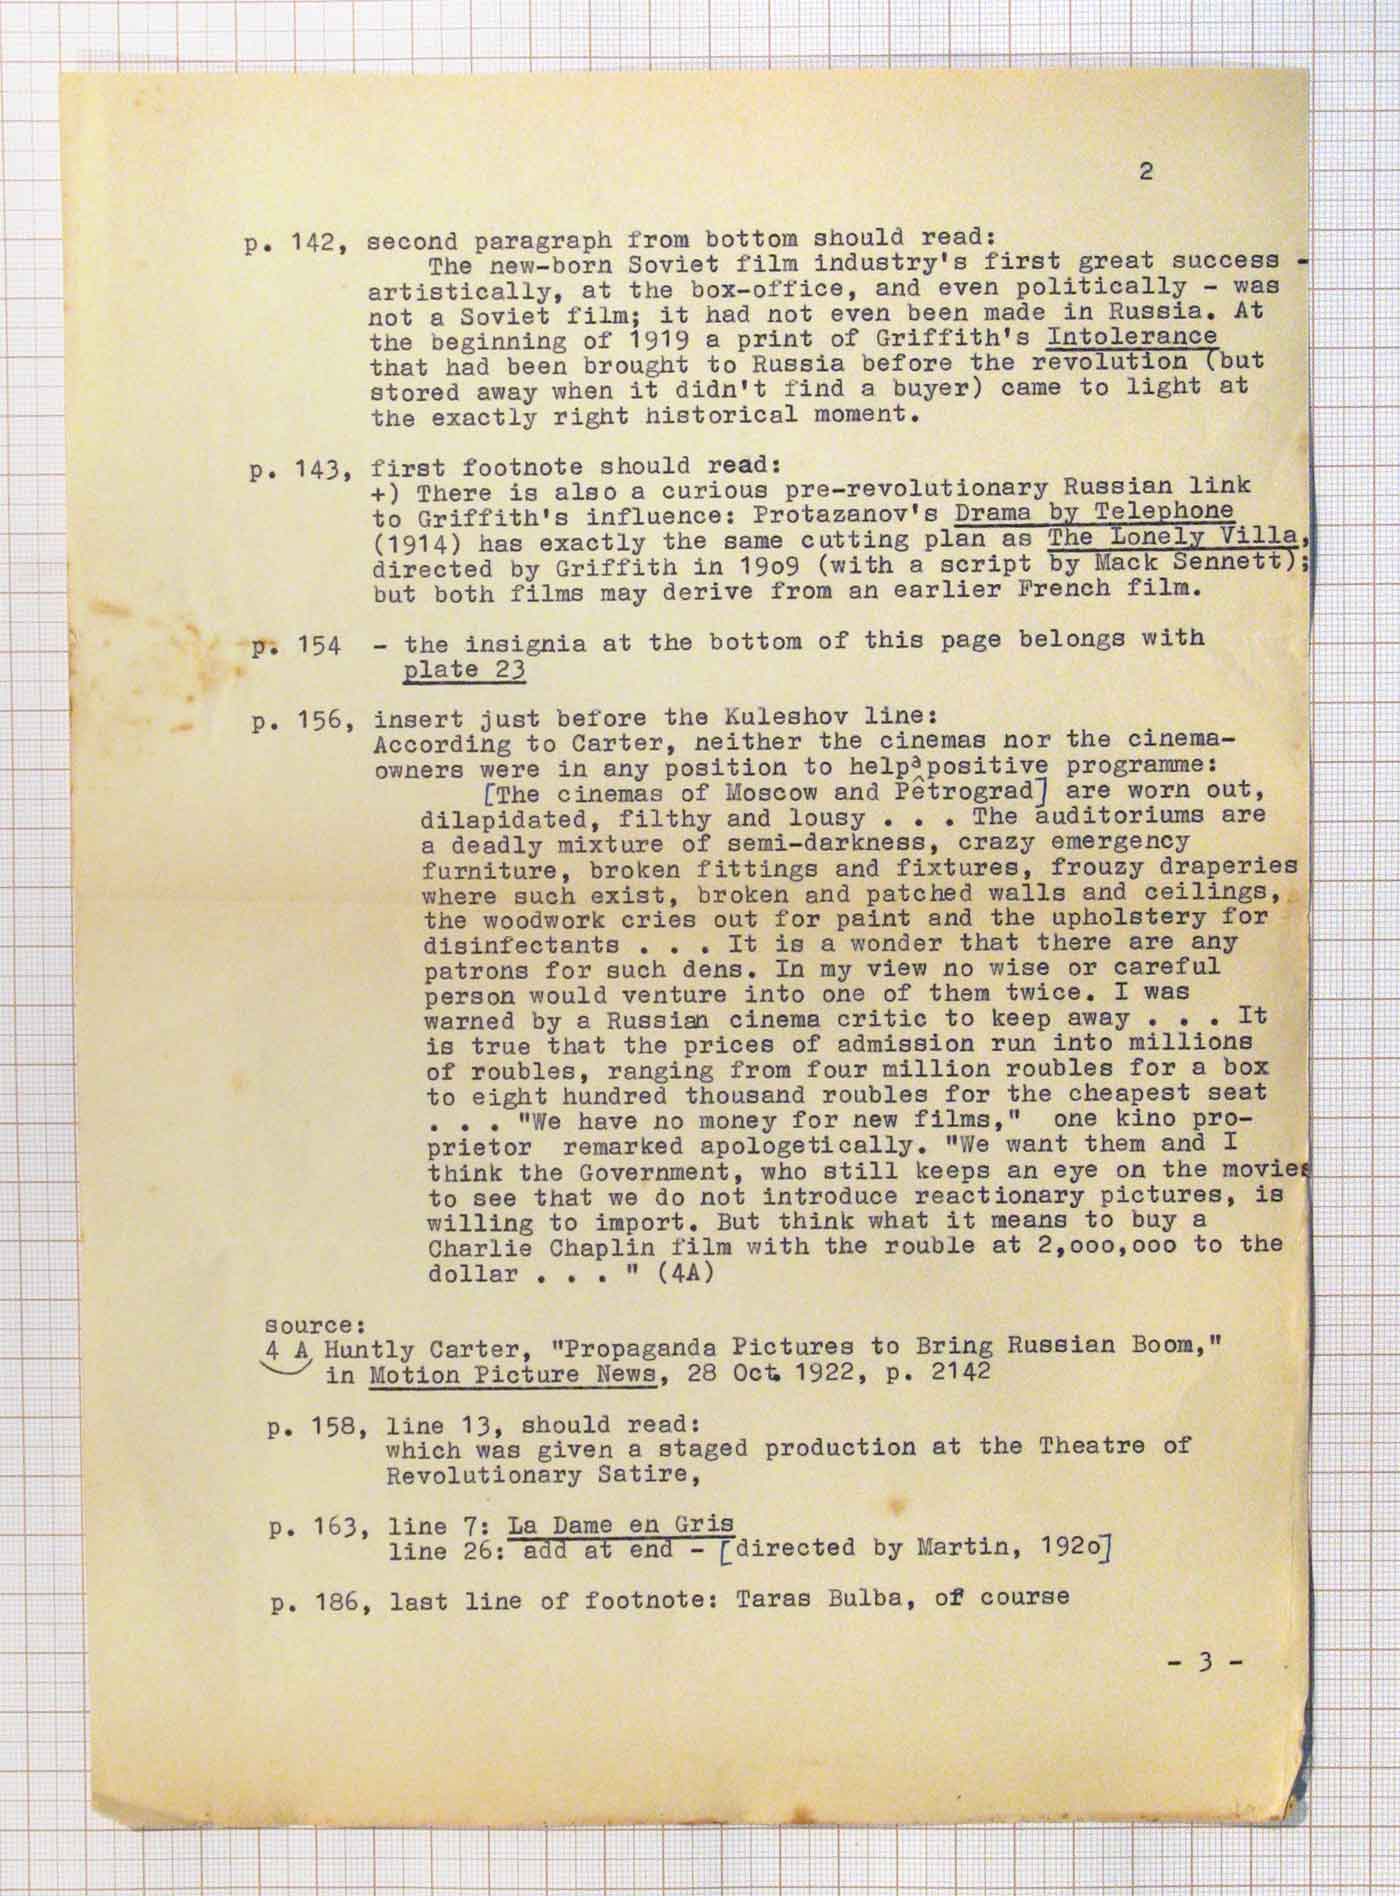 2
p. 142, second paragraph from bottom should read:
The new-born Soviet film industry's first great success -
artistically, at the box-office, and even politically - was
not a Soviet film; it had not even been made in Russia. At
the beginning of 1919 a print of Griffith's Intolerance
that had been brought to Russia before the revolution (but
stored away when it didn't find a buyer) came to light at
the exactly right historical moment.
p. 143, first footnote should read:
+) There is also a curious pre-revolutionary Russian link
to Griffith's influence: Protazanov's Drama by Telephone
(1914) has exactly the same cutting plan as The Lonely Villa,
directed by Griffith in 19o9 (with a script by Mack Sennett);
but both films may derive from an earlier French film.
p. 154 - the insignia at the bottom of this page belongs with
plate 23
p. 156, insert just before the Kuleshov line:
According to Carter, neither the cinemas nor the cinema-
owners were in any position to help a positive programme:
[The cinemas of Moscow and Petrograd] are worn out,
dilapidated, filthy and lousy . . . The auditoriums are
a deadly mixture of semi-darkness, crazy emergency
furniture, broken fittings and fixtures, frouzy draperies
where such exist, broken and patched walls and ceilings,
the woodwork cries out for paint and the upholstery for
disinfectants . . . It is a wonder that there are any
patrons for such dens. In my view no wise or careful
person would venture into one of them twice. I was
warned by a Russian cinema critic to keep away . . . It
is true that the prices of admission run into millions
of roubles, ranging from four million roubles for a box
to eight hundred thousand roubles for the cheapest seat
. . . "We have no money for new films," one kino pro-
prietor remarked apologetically. "We want them and I
think the Government, who still keeps an eye on the movies
to see that we do not introduce reactionary pictures, is
willing to import. But think what it means to buy a
Charlie Chaplin film with the rouble at 2,ooo,ooo to the
dollar . . . " (4A)
source:
4 A Huntly Carter, "Propaganda Pictures to Bring Russian Boom,"
in Motion Picture News, 28 Oct. 1922, p. 2142
p. 158, line 13, should read:
which was given a staged production at the Theatre of
Revolutionary Satire,
p. 163, line 7: La Dame en Gris
line 26: add at end - [directed by Martin, 192o]
p. 186, last line of footnote: Taras Bulba, of course
- 3 -